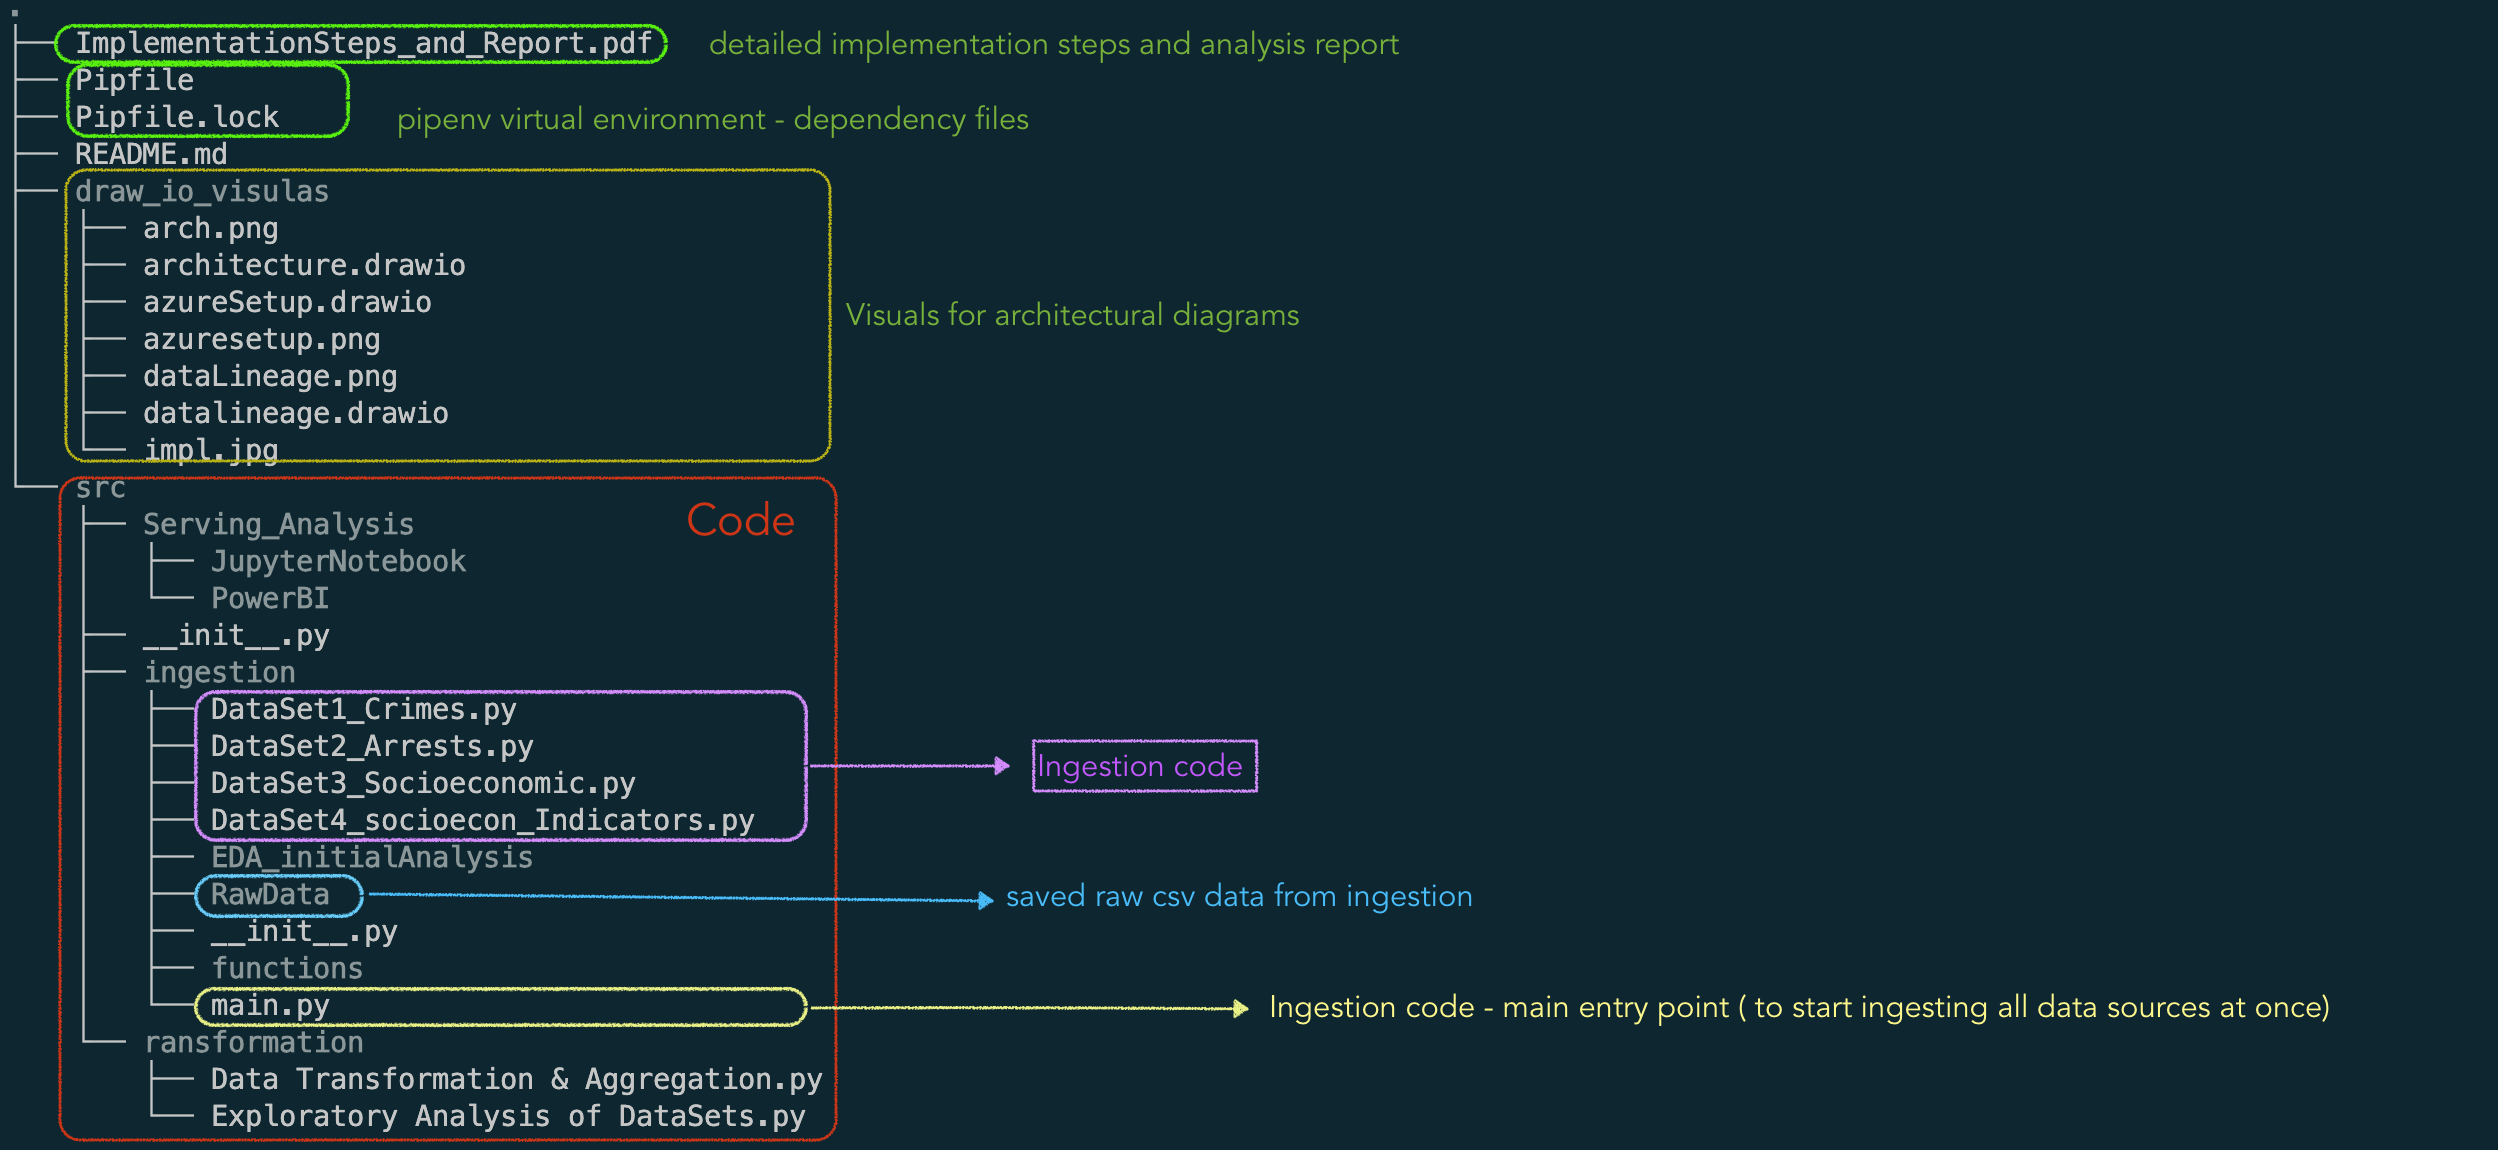 .
ImplementationSteps_and_Report.pdf detailed implementation steps and analysis report
Pipfile
Pipfile.lock pipenv virtual environment - dependency files
README.md
draw_io_visulas
arch.png
architecture.drawio
azureSetup.drawio
Visuals for architectural diagrams
azuresetup.png
dataLineage.png
datalineage.drawio
impl.jpg
src
Serving_Analysis Code
JupyterNotebook
PowerBI
__init__.py
ingestion
DataSet1_Crimes.py
DataSet2_Arrests.py
Ingestion code
DataSet3_Socioeconomic.py
DataSet4_socioecon_Indicators.py
EDA_initialAnalysis
RawData saved raw csv data from ingestion
__init__.py
functions
main.py Ingestion code - main entry point ( to start ingesting all data sources at once)
ransformation
Data Transformation & Aggregation.py
Exploratory Analysis of DataSets.py